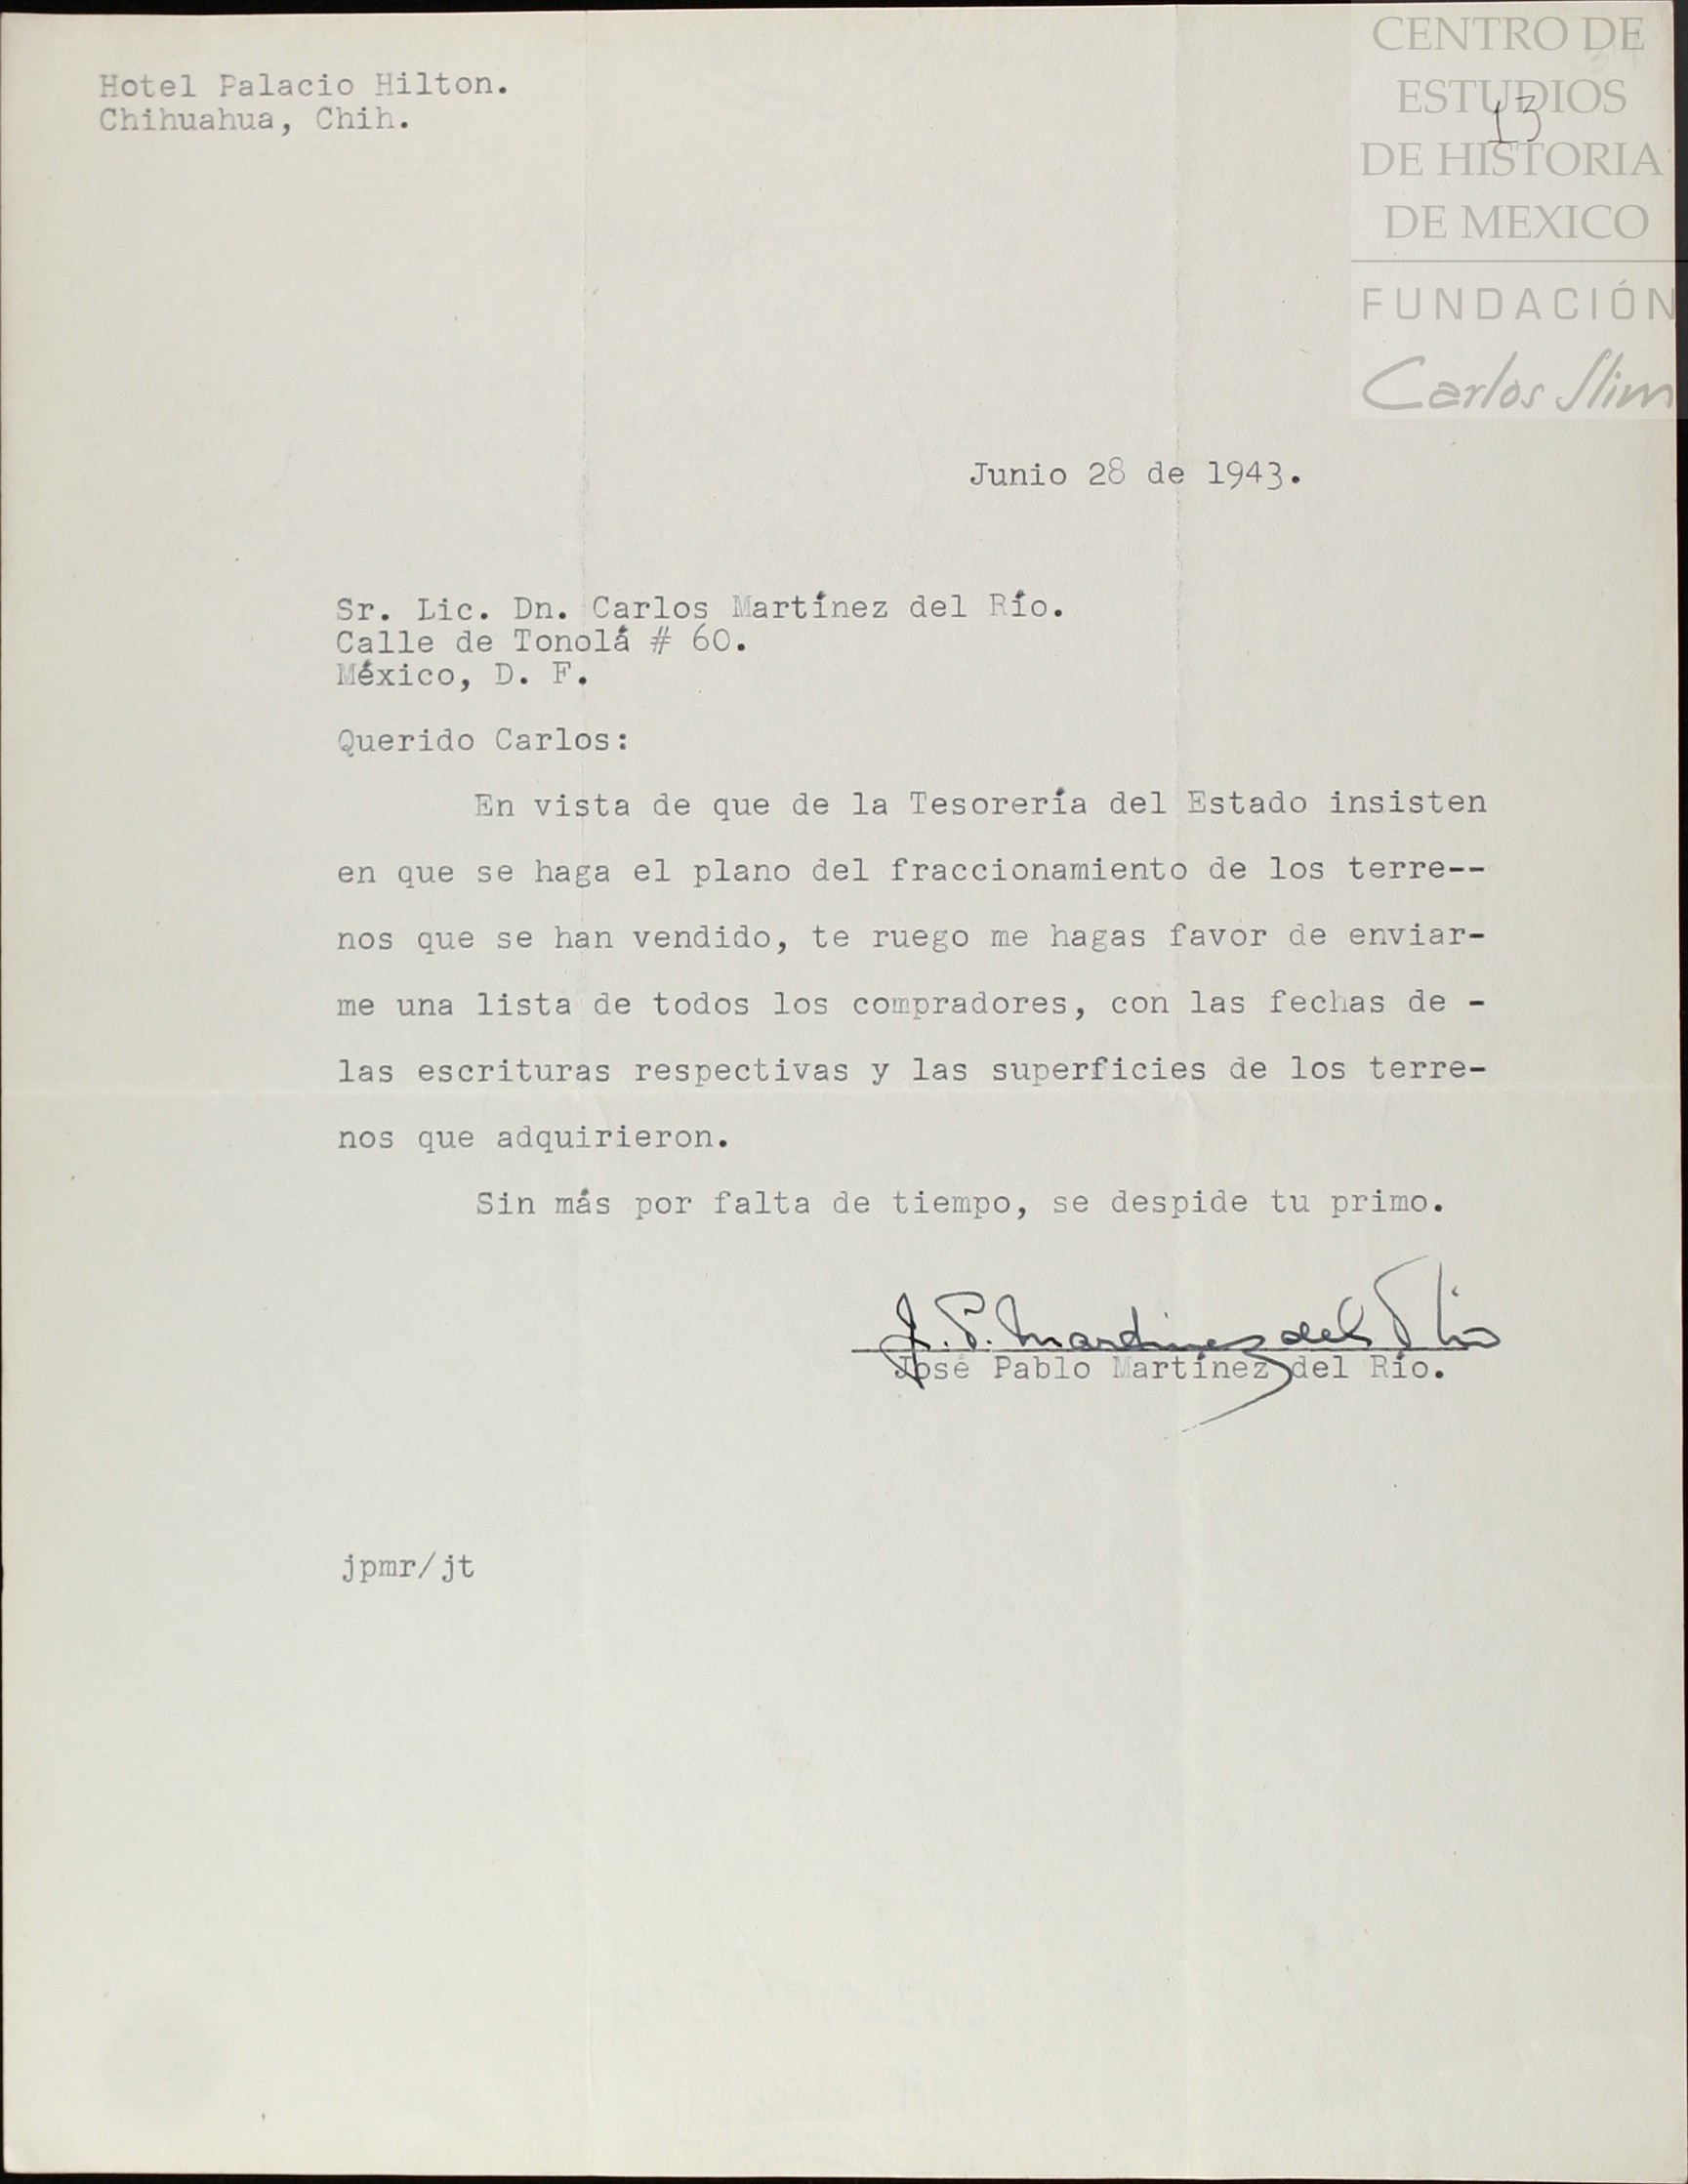 CENTRO DE
ESTUDIOS
DE HISTORIA
DE MEXICO
FUNDACIÓN
Carlos Slim
13
Hotel Palacio Hilton.
Chihuahua, Chih.
Junio 28 de 1943.
Sr. Lic. Dn. Carlos Martínez del Río.
Calle de Tonolá # 60.
México, D. F.
Querido Carlos:
En vista de que de la Tesorería del Estado insisten
en que se haga el plano del fraccionamiento de los terre--
nos que se han vendido, te ruego me hagas favor de enviar-
me una lista de todos los compradores, con las fechas de -
las escrituras respectivas y las superficies de los terre-
nos que adquirieron.
Sin más por falta de tiempo, se despide tu primo.
J. P. Martinez del Rio
José Pablo Martínez del Río.
jpmr/jt